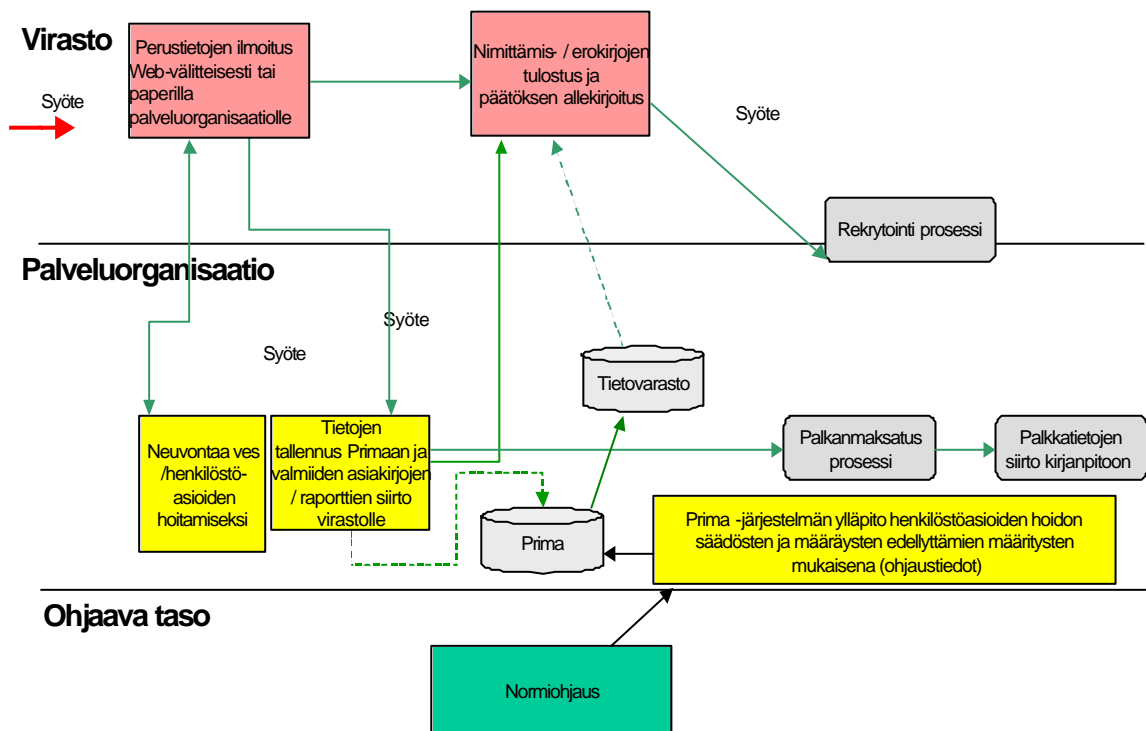 Virasto
Syöte
Perustietojen ilmoitus
Web-välitteisesti tai
paperilla
palveluorganisaatiolle
Nimittämis- / erokirjojen
tulostus ja
päätöksen allekirjoitus
Syöte
Rekrytointi prosessi
Palveluorganisaatio
Syöte
Syöte
Tietovarasto
Neuvontaa ves
/henkilöstö-
asioiden
hoitamiseksi
Tietojen
tallennus Primaan ja
valmiiden asiakirjojen
/ raporttien siirto
virastolle
Palkanmaksatus
prosessi
Palkkatietojen
siirto kirjanpitoon
Prima
Prima -järjestelmän ylläpito henkilöstöasioiden hoidon
säädösten ja määräysten edellyttämien määritysten
mukaisena (ohjaustiedot)
Ohjaava taso
Normiohjaus